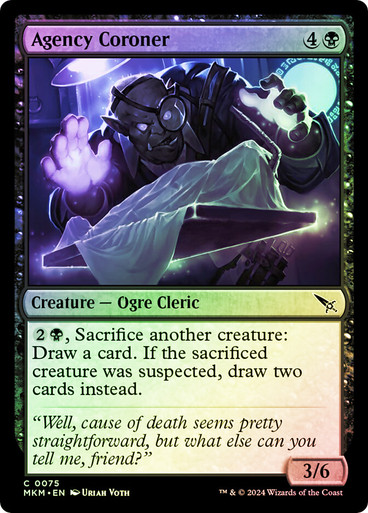 Agency Coroner 4
Creature — Ogre Cleric
2, Sacrifice another creature:
Draw a card. If the sacrificed
creature was suspected, draw two
cards instead.
“Well, cause of death seems pretty
straightforward, but what else can you
tell me, friend?”
3/6
C 0075
MKM • EN Uriah Voth
™ & © 2024 Wizards of the Coast